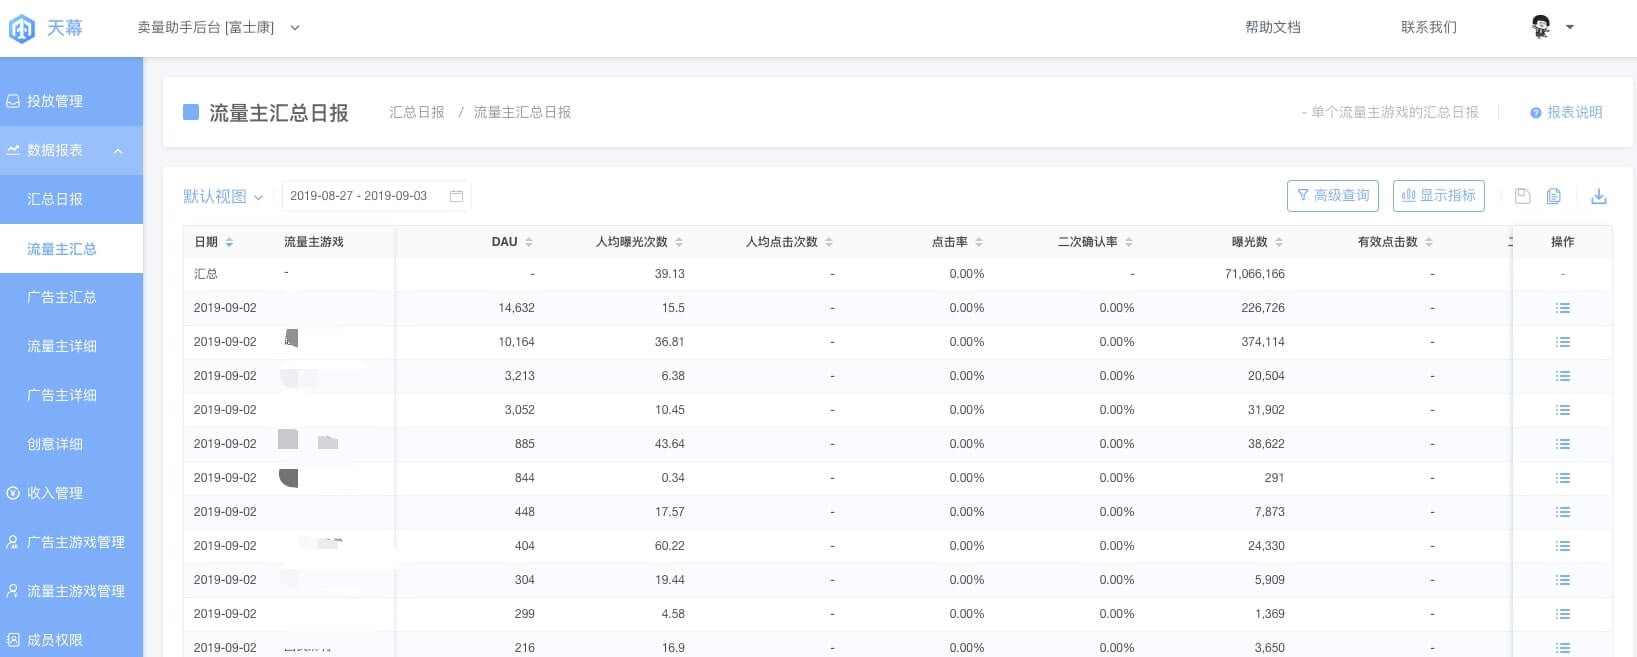 天幕 卖量助手后台 [富士康] 帮助文档 联系我们
投放管理
数据报表
汇总日报
流量主汇总
广告主汇总
流量主详细
广告主详细
创意详细
收入管理
广告主游戏管理
流量主游戏管理
成员权限
流量主汇总日报 汇总日报 / 流量主汇总日报 - 单个流量主游戏的汇总日报 报表说明
默认视图 2019-08-27 - 2019-09-03 高级查询 显示指标
日期 流量主游戏 DAU 人均曝光次数 人均点击次数 点击率 二次确认率 曝光数 有效点击数 操作
汇总 - - 39.13 - 0.00% - 71,066,166 - -
2019-09-02 14,632 15.5 - 0.00% 0.00% 226,726 -
2019-09-02 10,164 36.81 - 0.00% 0.00% 374,114 -
2019-09-02 3,213 6.38 - 0.00% 0.00% 20,504 -
2019-09-02 3,052 10.45 - 0.00% 0.00% 31,902 -
2019-09-02 885 43.64 - 0.00% 0.00% 38,622 -
2019-09-02 844 0.34 - 0.00% 0.00% 291 -
2019-09-02 448 17.57 - 0.00% 0.00% 7,873 -
2019-09-02 404 60.22 - 0.00% 0.00% 24,330 -
2019-09-02 304 19.44 - 0.00% 0.00% 5,909 -
2019-09-02 299 4.58 - 0.00% 0.00% 1,369 -
2019-09-02 216 16.9 - 0.00% 0.00% 3,650 -